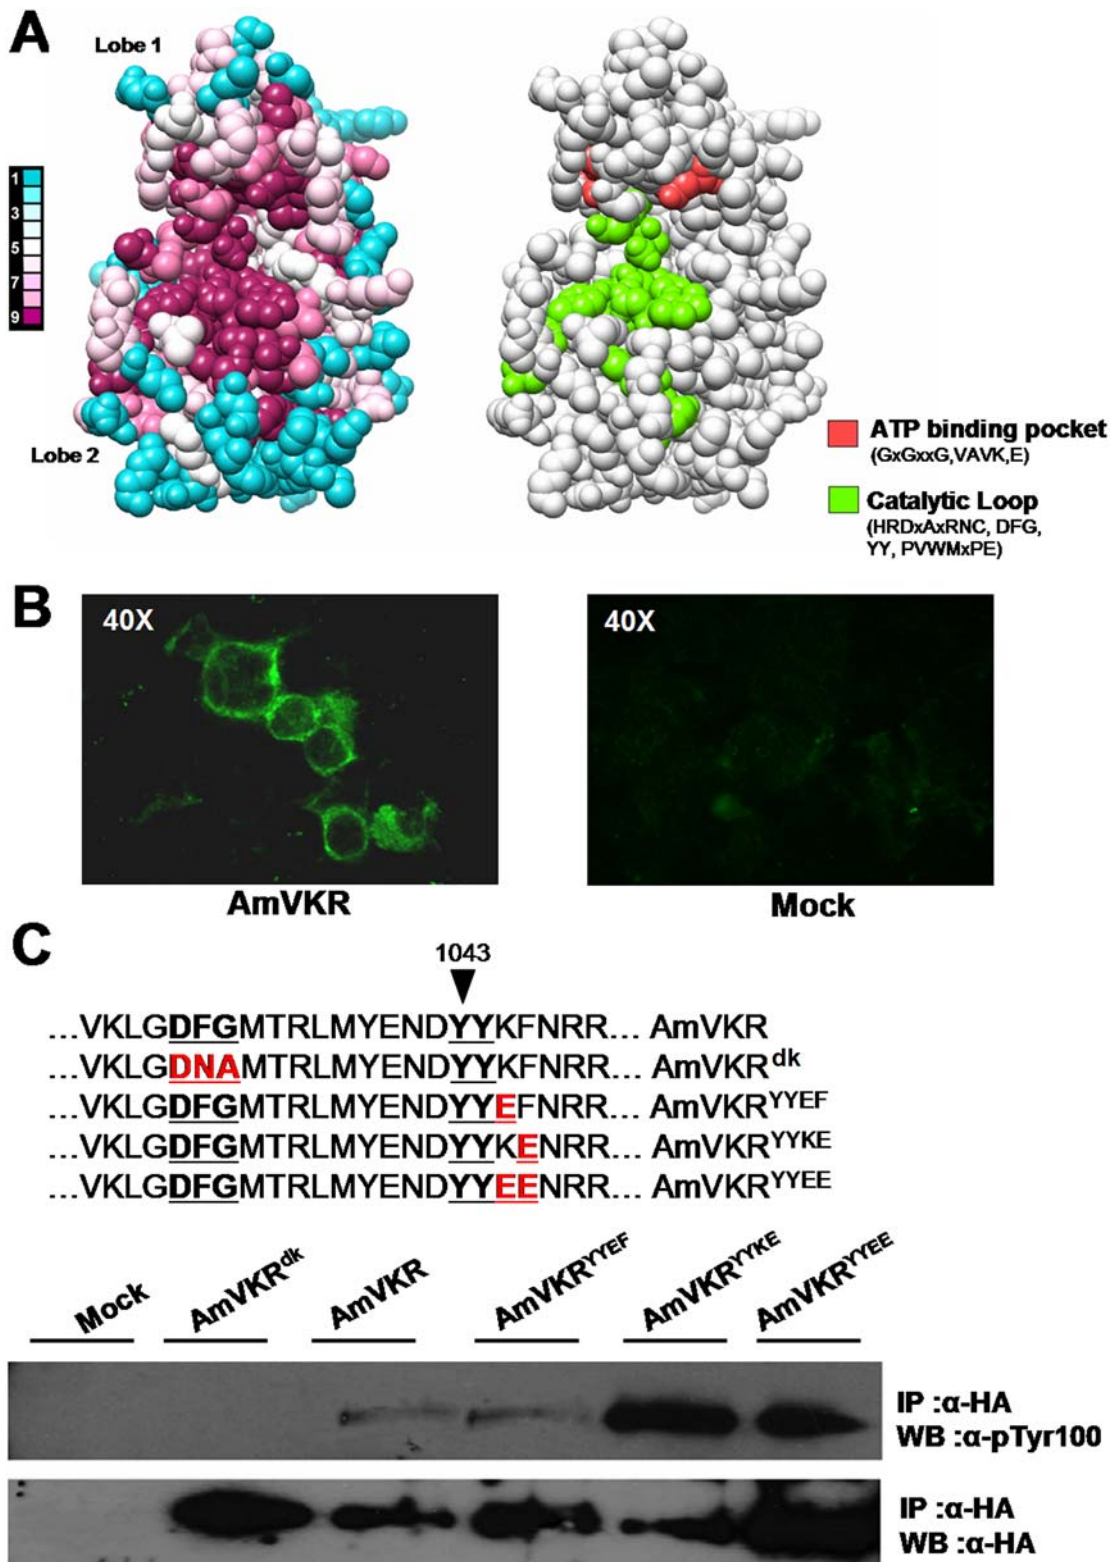 A
Lobe 1
1
3
5
7
9
Lobe 2
ATP binding pocket
(GxGxxG,VAVK,E)
Catalytic Loop
(HRDxAxRNC, DFG,
YY, PVWMxPE)
B
40X
40X
AmVKR
Mock
C
1043
...VKLGDFGMTRLMYENDYYKFNRR... AmVKR
...VKLGDNAMTRLMYENDYYKFNRR... AmVKRdk
...VKLGDFGMTRLMYENDYYEFNRR... AmVKRYYEF
...VKLGDFGMTRLMYENDYYKENRR... AmVKRYYKE
...VKLGDFGMTRLMYENDYYEENRR... AmVKRYYEE
Mock
AmVKRdk
AmVKR
AmVKRYYEF
AmVKRYYKE
AmVKRYYEE
IP :α-HA
WB :α-pTyr100
IP :α-HA
WB :α-HA